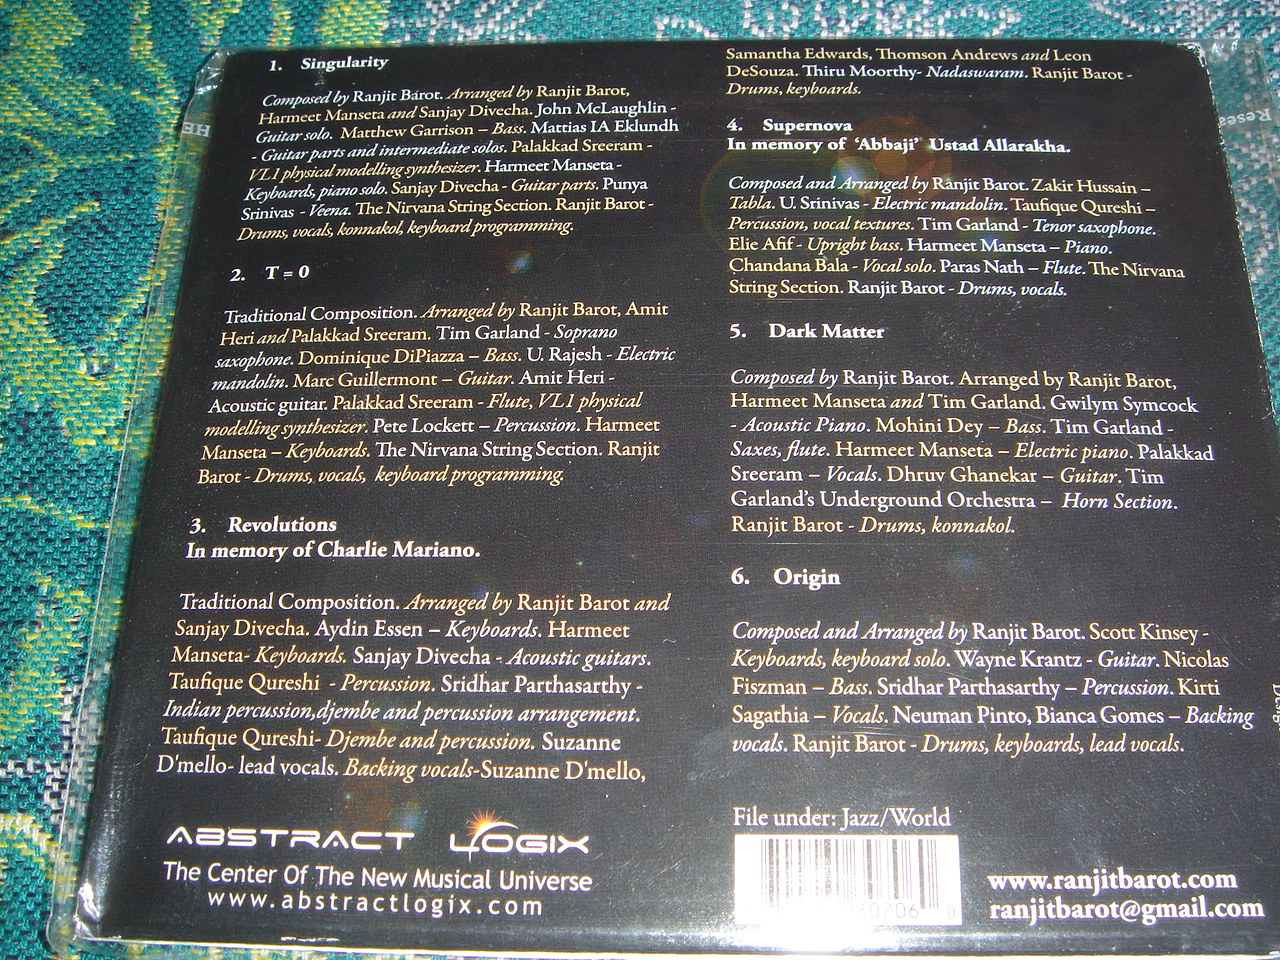 1. Singularity
Composed by Ranjit Barot. Arranged by Ranjit Barot,
Harmeet Manseta and Sanjay Divecha. John McLaughlin -
Guitar solo. Matthew Garrison – Bass. Mattias IA Eklundh
- Guitar parts and intermediate solos. Palakkad Sreeram -
VL1 physical modelling synthesizer. Harmeet Manseta -
Keyboards, piano solo. Sanjay Divecha - Guitar parts. Punya
Srinivas - Veena. The Nirvana String Section. Ranjit Barot -
Drums, vocals, konnakol, keyboard programming.
2. T = 0
Traditional Composition. Arranged by Ranjit Barot, Amit
Heri and Palakkad Sreeram. Tim Garland - Soprano
saxophone. Dominique DiPiazza – Bass. U. Rajesh - Electric
mandolin. Marc Guillermont – Guitar. Amit Heri -
Acoustic guitar. Palakkad Sreeram - Flute, VL1 physical
modelling synthesizer. Pete Lockett – Percussion. Harmeet
Manseta – Keyboards. The Nirvana String Section. Ranjit
Barot - Drums, vocals, keyboard programming.
3. Revolutions
In memory of Charlie Mariano.
Traditional Composition. Arranged by Ranjit Barot and
Sanjay Divecha. Aydin Essen – Keyboards. Harmeet
Manseta- Keyboards. Sanjay Divecha - Acoustic guitars.
Taufique Qureshi - Percussion. Sridhar Parthasarthy -
Indian percussion,djembe and percussion arrangement.
Taufique Qureshi- Djembe and percussion. Suzanne
D'mello- lead vocals. Backing vocals-Suzanne D'mello,
Samantha Edwards, Thomson Andrews and Leon
DeSouza. Thiru Moorthy- Nadaswaram. Ranjit Barot -
Drums, keyboards.
4. Supernova
In memory of ‘Abbaji’ Ustad Allarakha.
Composed and Arranged by Ranjit Barot. Zakir Hussain –
Tabla. U. Srinivas - Electric mandolin. Taufique Qureshi –
Percussion, vocal textures. Tim Garland - Tenor saxophone.
Elie Afif - Upright bass. Harmeet Manseta – Piano.
Chandana Bala - Vocal solo. Paras Nath – Flute. The Nirvana
String Section. Ranjit Barot - Drums, vocals.
5. Dark Matter
Composed by Ranjit Barot. Arranged by Ranjit Barot,
Harmeet Manseta and Tim Garland. Gwilym Symcock
- Acoustic Piano. Mohini Dey – Bass. Tim Garland -
Saxes, flute. Harmeet Manseta – Electric piano. Palakkad
Sreeram – Vocals. Dhruv Ghanekar – Guitar. Tim
Garland's Underground Orchestra – Horn Section.
Ranjit Barot - Drums, konnakol.
6. Origin
Composed and Arranged by Ranjit Barot. Scott Kinsey -
Keyboards, keyboard solo. Wayne Krantz - Guitar. Nicolas
Fiszman – Bass. Sridhar Parthasarthy – Percussion. Kirti
Sagathia – Vocals. Neuman Pinto, Bianca Gomes – Backing
vocals. Ranjit Barot - Drums, keyboards, lead vocals.
ABSTRACT LOGIX
The Center Of The New Musical Universe
www.abstractlogix.com
File under: Jazz/World
www.ranjitbarot.com
ranjitbarot@gmail.com